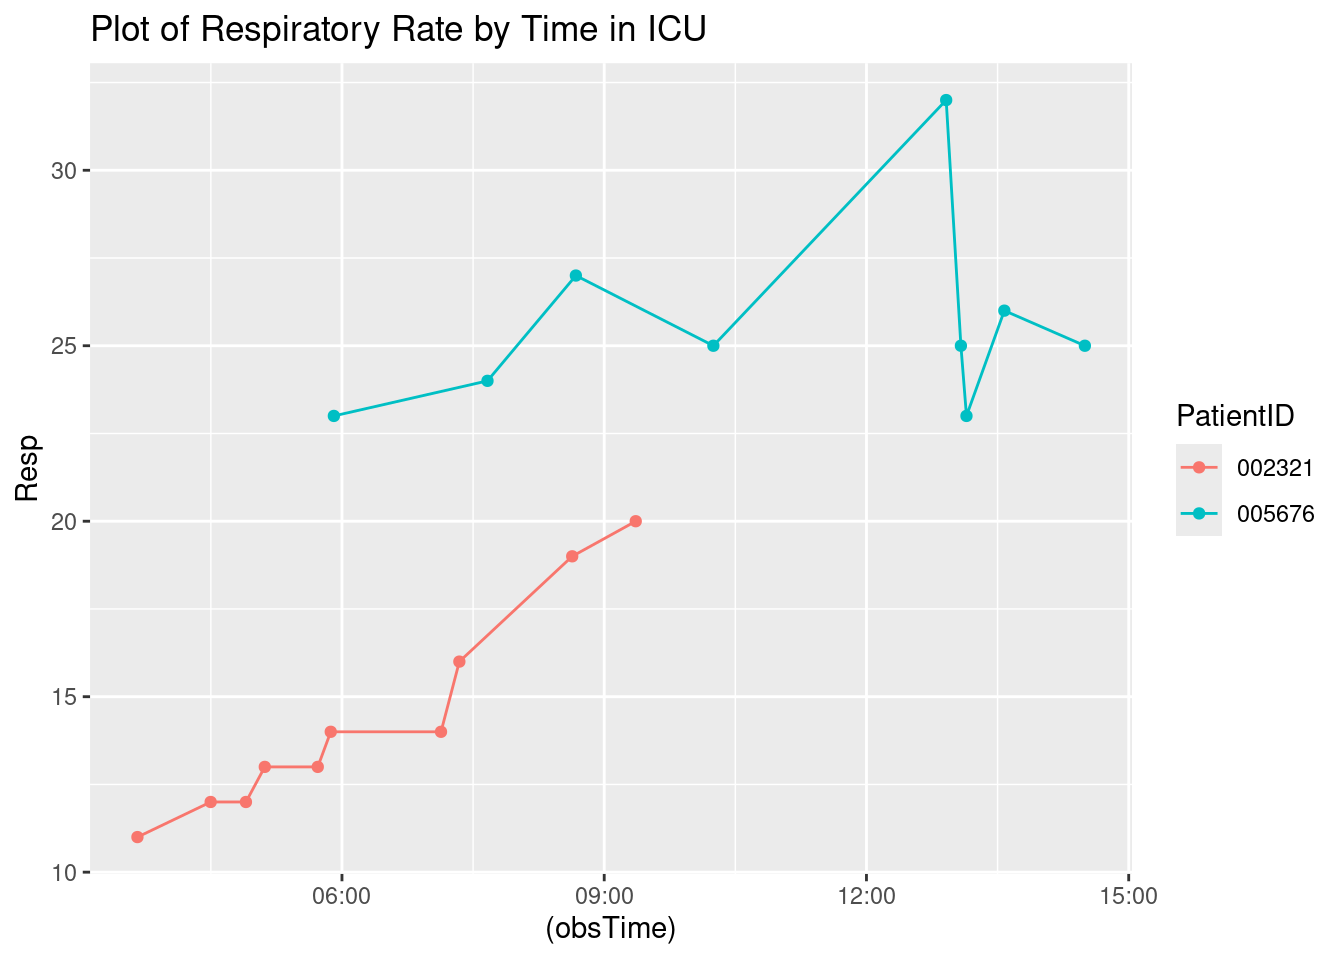 Plot of Respiratory Rate by Time in ICU
Resp
30
25
20
15
10
06:00
09:00
12:00
15:00
(obsTime)
PatientID
002321
005676